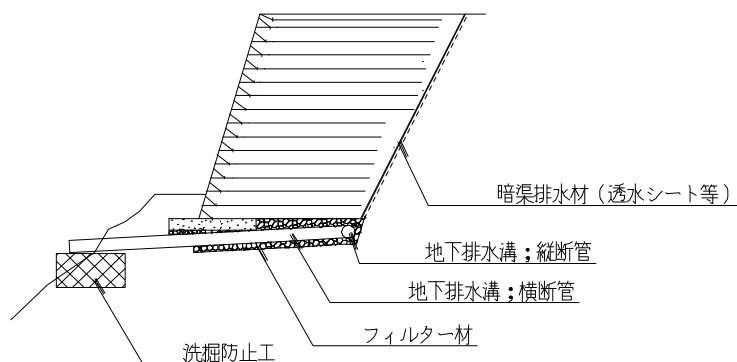 暗渠排水材(透水シート等)
地下排水溝;縦断管
地下排水溝;横断管
フィルター材
洗掘防止工